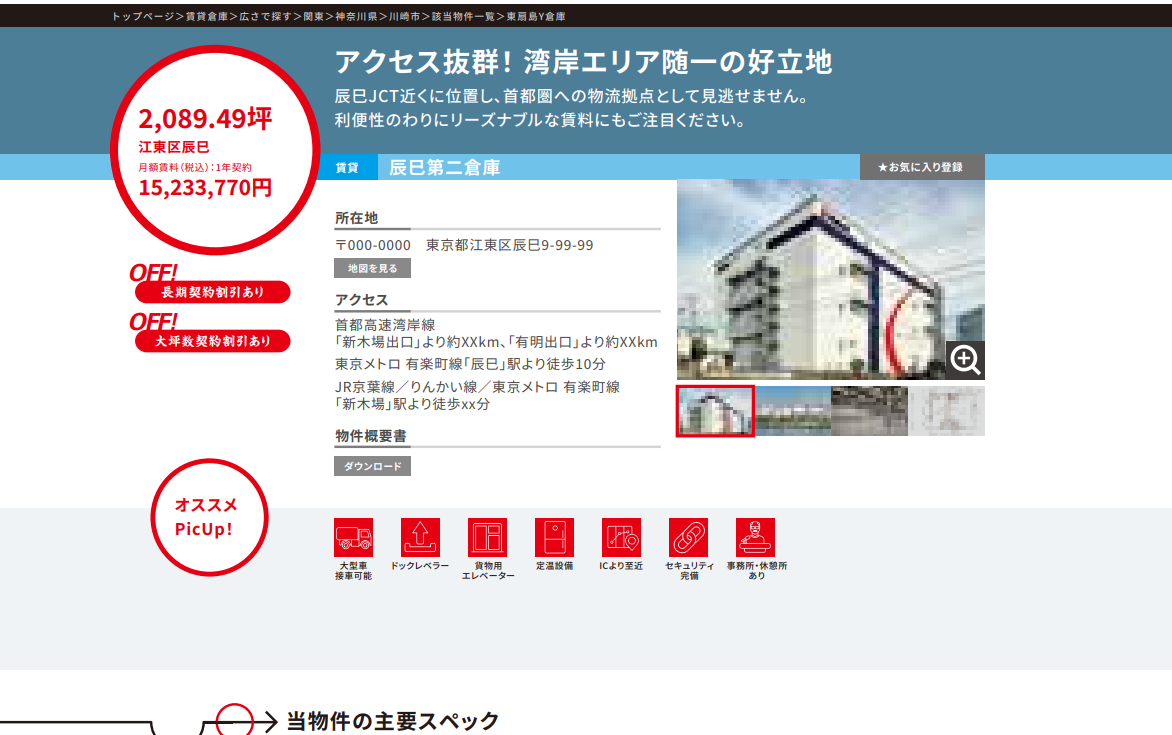 トップページ＞賃貸倉庫＞広さで探す＞関東＞神奈川県＞川崎市＞該当物件一覧＞東扇島Y倉庫
アクセス抜群！ 湾岸エリア随一の好立地
辰巳JCT近くに位置し、首都圏への物流拠点として見逃せません。
利便性のわりにリーズナブルな賃料にもご注目ください。
2,089.49坪
江東区辰巳
月額賃料（税込）：1年契約
15,233,770円
賃貸
辰巳第二倉庫
★お気に入り登録
OFF!
長期契約割引あり
OFF!
大坪数契約割引あり
所在地
〒000-0000　東京都江東区辰巳9-99-99
地図を見る
アクセス
首都高速湾岸線
「新木場出口」より約XXkm、「有明出口」より約XXkm
東京メトロ 有楽町線「辰巳」駅より徒歩10分
JR京葉線／りんかい線／東京メトロ 有楽町線
「新木場」駅より徒歩xx分
物件概要書
ダウンロード
オススメ
PicUp！
大型車
接車可能
ドックレベラー
貨物用
エレベーター
定温設備
ICより至近
セキュリティ
完備
事務所・休憩所
あり
当物件の主要スペック